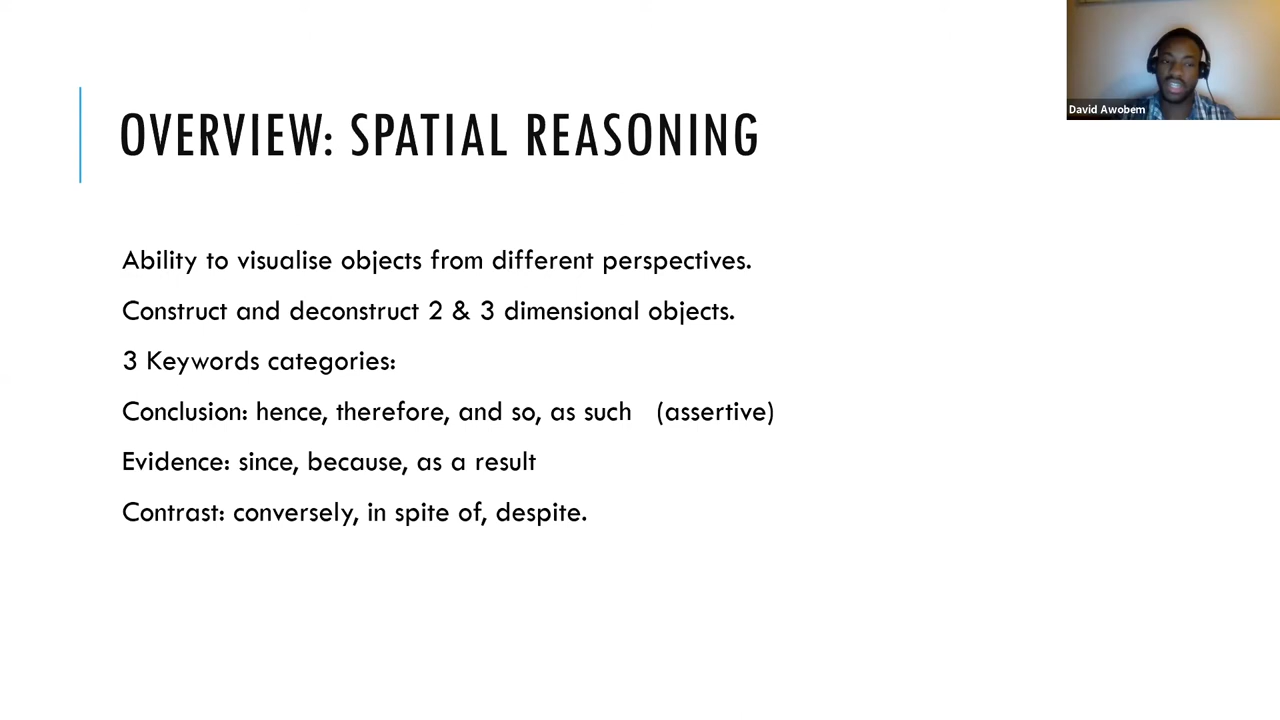 OVERVIEW: SPATIAL REASONING
Ability to visualise objects from different perspectives.
Construct and deconstruct 2 & 3 dimensional objects.
3 Keywords categories:
Conclusion: hence, therefore, and so, as such (assertive)
Evidence: since, because, as a result
Contrast: conversely, in spite of, despite.
David Awobem